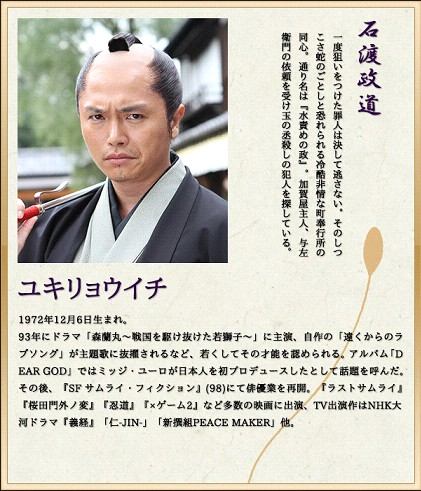 石渡政道
一度狙いをつけた罪人は決して逃さない。そのしつ
こさ蛇のごとしと恐れられる冷酷非情な町奉行所の
同心。通り名は『水責めの政』。加賀屋主人、与左
衛門の依頼を受け玉の丞殺しの犯人を探している。
ユキリョウイチ
1972年12月6日生まれ。
93年にドラマ「森蘭丸～戦国を駆け抜けた若獅子～」に主演、自作の「遠くからのラ
ブソング」が主題歌に抜擢されるなど、若くしてその才能を認められる。アルバム「D
EAR GOD」ではミッジ・ユーロが日本人を初プロデュースしたとして話題を呼んだ。
その後、『SF サムライ・フィクション』(98)にて俳優業を再開。『ラストサムライ』
『桜田門外ノ変』『忍道』『×ゲーム2』など多数の映画に出演、TV出演作はNHK大
河ドラマ『義経』「仁-JIN-」「新撰組PEACE MAKER」他。